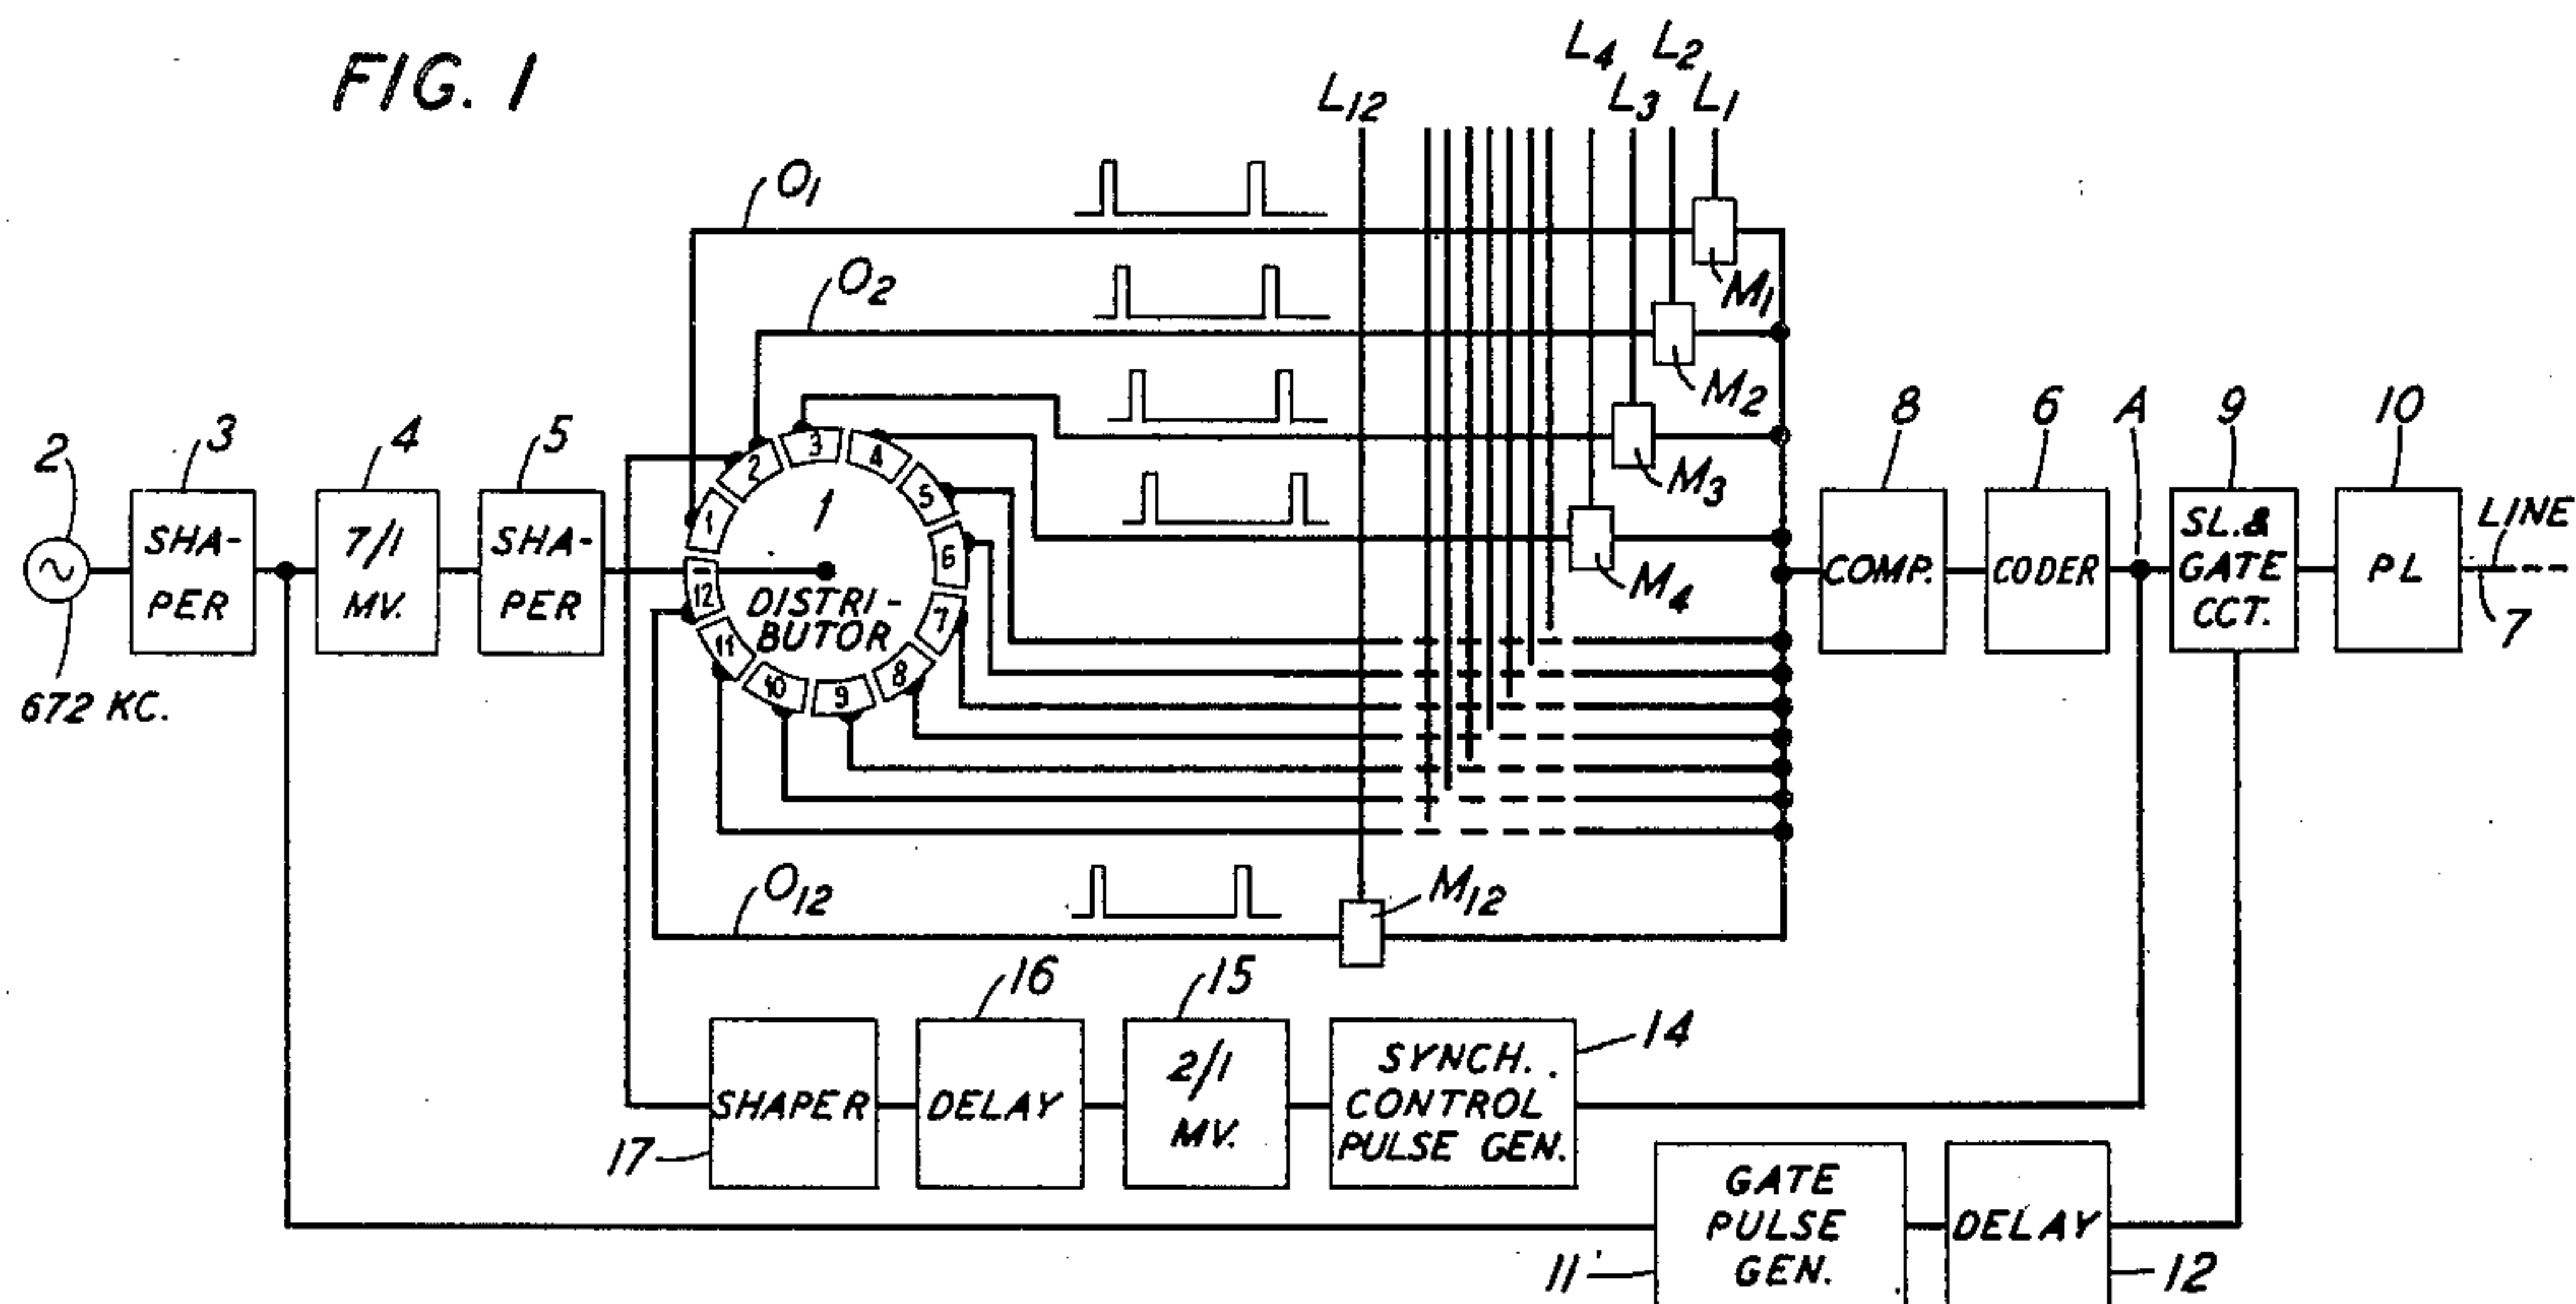 FIG. 1
L4 L2
L12 L3 L1
O1
M1
O2
M2
M3
M4
2 3 4 5
8 6 A 9 10
SHA-
PER
7/1
MV.
SHA-
PER
672 KC.
1
DISTRI-
BUTOR
1 2 3 4 5 6 7 8 9 10 11 12
COMP.
CODER
SL. &
GATE
CCT.
PL
LINE
7
O12
M12
16 15 14
17
SHAPER
DELAY
2/1
MV.
SYNCH.
CONTROL
PULSE GEN.
GATE
PULSE
GEN.
11
DELAY
12